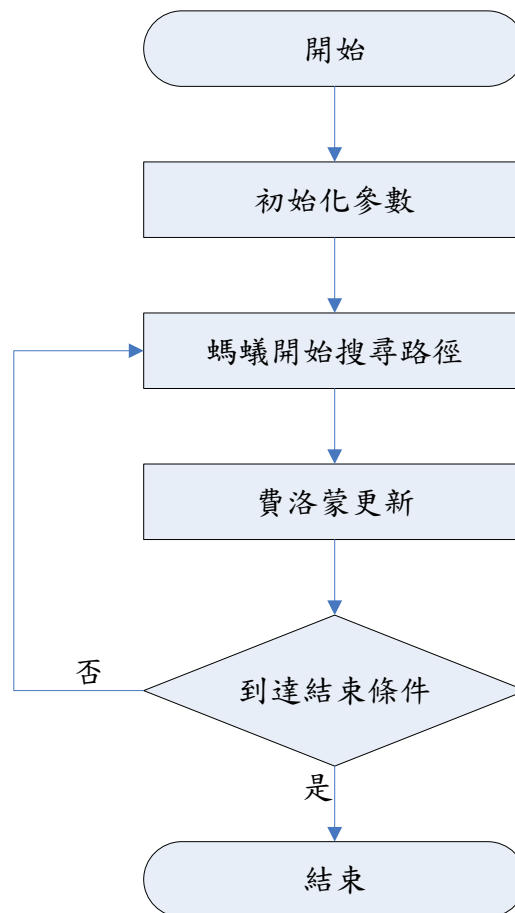 開始
初始化參數
螞蟻開始搜尋路徑
費洛蒙更新
到達結束條件
否
是
結束